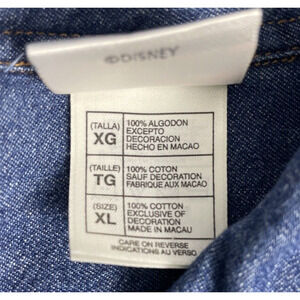 ©DISNEY
(TALLA)
XG
100% ALGODON
EXCEPTO
DECORACION
HECHO EN MACAO
(TAILLE)
TG
100% COTON
SAUF DECORATION
FABRIQUE AUX MACAO
(SIZE)
XL
100% COTTON
EXCLUSIVE OF
DECORATION
MADE IN MACAU
CARE ON REVERSE
INDICATIONS AU VERSO